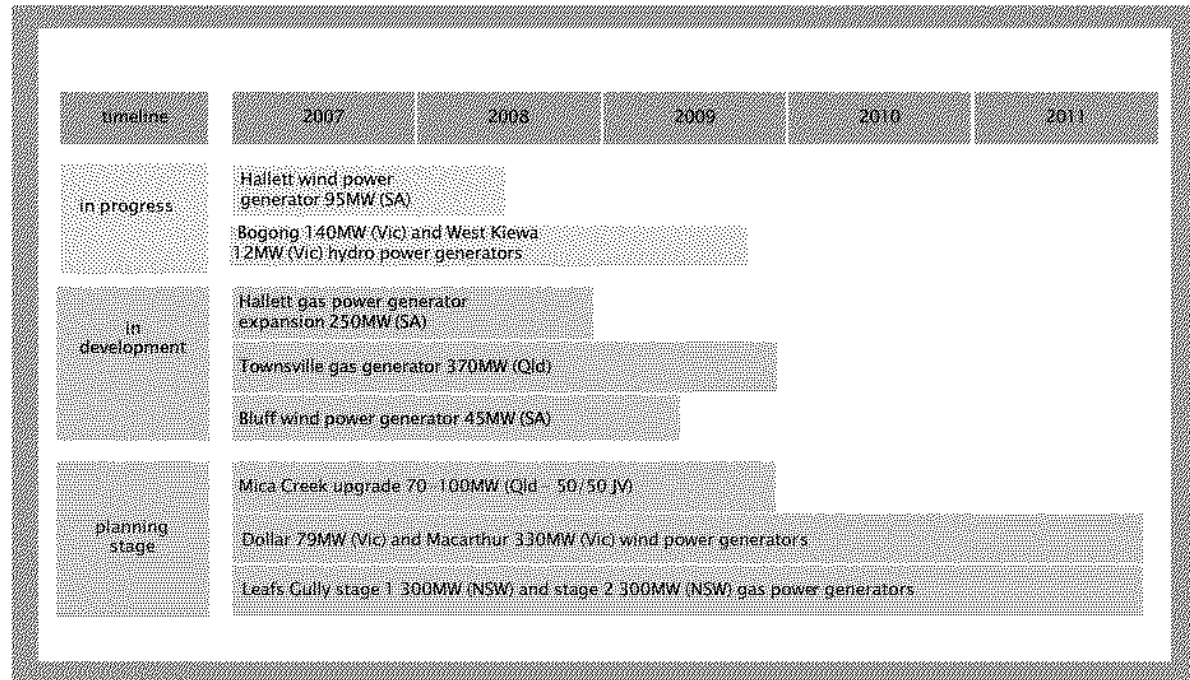 timeline 2007 2008 2009 2010 2011
in progress
Hallett wind power
generator 95MW (SA)
Bogong 140MW (Vic) and West Kiewa
12MW (Vic) hydro power generators
in
development
Hallett gas power generator
expansion 250MW (SA)
Townsville gas generator 370MW (Qld)
Bluff wind power generator 45MW (SA)
planning
stage
Mica Creek upgrade 70–100MW (Qld – 50/50 JV)
Dollar 79MW (Vic) and Macarthur 330MW (Vic) wind power generators
Leafs Gully stage 1 300MW (NSW) and stage 2 300MW (NSW) gas power generators